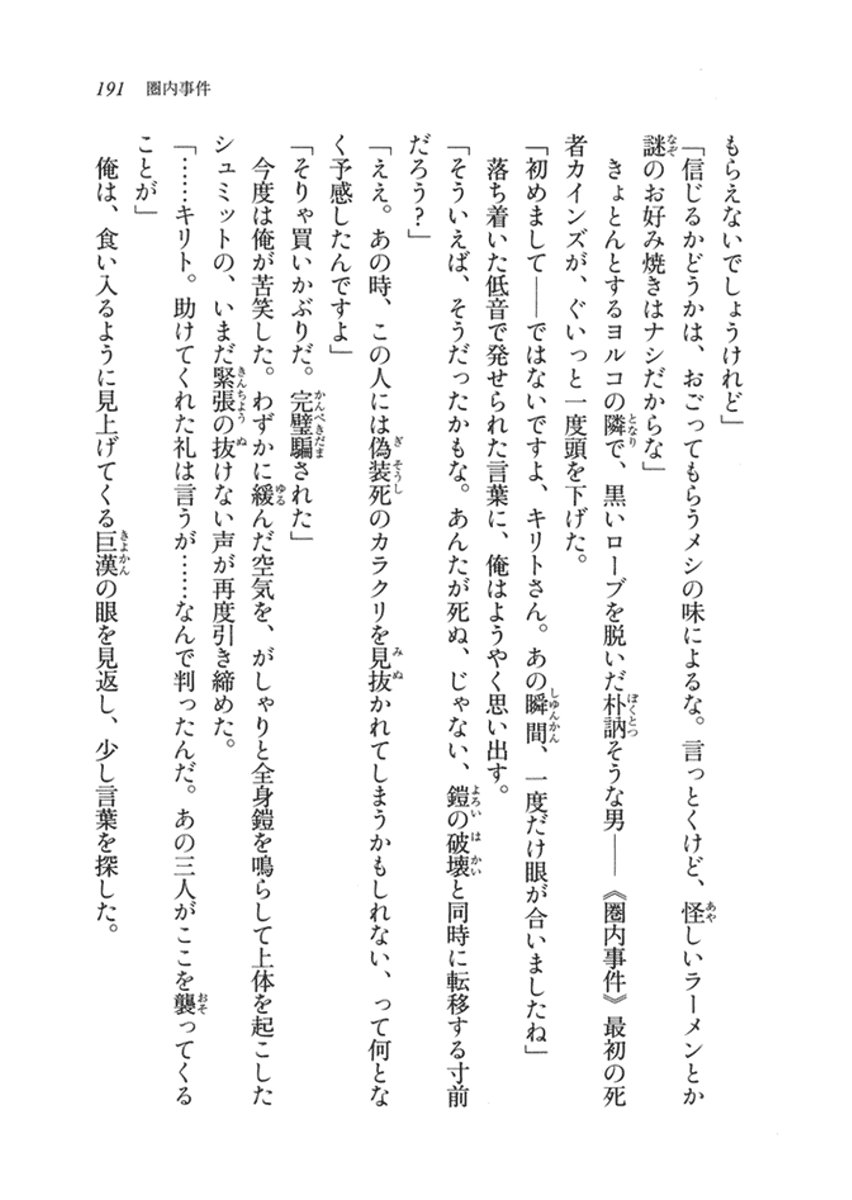 191　圏内事件
もらえないでしょうけれど」
「信じるかどうかは、おごってもらうメシの味によるな。言っとくけど、怪しいラーメンとか
謎のお好み焼きはナシだからな」
　きょとんとするヨルコの隣で、黒いローブを脱いだ朴訥そうな男――《圏内事件》最初の死
者カインズが、ぐいっと一度頭を下げた。
「初めまして――ではないですよ、キリトさん。あの瞬間、一度だけ眼が合いましたね」
　落ち着いた低音で発せられた言葉に、俺はようやく思い出す。
「そういえば、そうだったかもな。あんたが死ぬ、じゃない、鎧の破壊と同時に転移する寸前
だろう？」
「ええ。あの時、この人には偽装死のカラクリを見抜かれてしまうかもしれない、って何とな
く予感したんですよ」
「そりゃ買いかぶりだ。完璧騙された」
　今度は俺が苦笑した。わずかに緩んだ空気を、がしゃりと全身鎧を鳴らして上体を起こした
シュミットの、いまだ緊張の抜けない声が再度引き締めた。
「……キリト。助けてくれた礼は言うが……なんで判ったんだ。あの三人がここを襲ってくる
ことが」
　俺は、食い入るように見上げてくる巨漢の眼を見返し、少し言葉を探した。